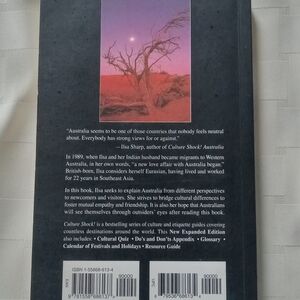 "Australia seems to be one of those countries that nobody feels neutral
about. Everybody has strong views for or against."
—Ilsa Sharp, author of Culture Shock! Australia
In 1989, when Ilsa and her Indian husband became migrants to Western
Australia, in her own words, "a new love affair with Australia began."
British-born, Ilsa considers herself Eurasian, having lived and worked
for 22 years in Southeast Asia.
In this book, Ilsa seeks to explain Australia from different perspectives
to newcomers and visitors. She strives to bridge cultural differences to
foster mutual empathy and friendship. It is also her hope that Australians
will see themselves through outsiders' eyes after reading this book.
Culture Shock! is a bestselling series of culture and etiquette guides covering
countless destinations around the world. This New Expanded Edition
also includes: • Cultural Quiz • Do's and Don'ts Appendix • Glossary •
Calendar of Festivals and Holidays • Resource Guide
ISBN 1-55868-613-4
90000
90000